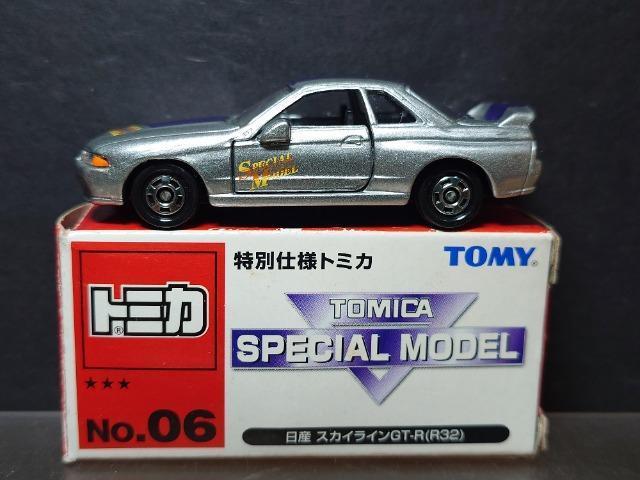 SPECIAL
MODEL
特別仕様トミカ
TOMY®
トミカ®
TOMICA
SPECIAL MODEL
★★★
No.06
日産 スカイラインGT-R(R32)